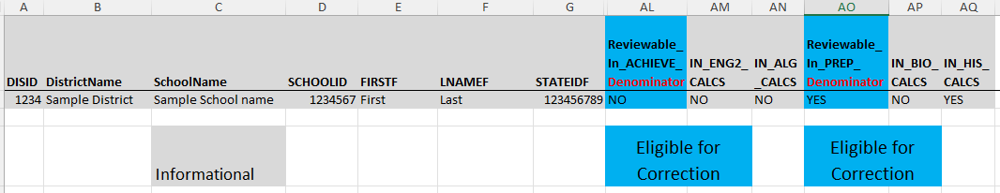 A B C D E F G AL AM AN AO AP AQ
Reviewable_ Reviewable_
In_ACHIEVE_ IN_ENG2_ IN_ALG In_PREP_ IN_BIO_ IN_HIS_
DISID DistrictName SchoolName SCHOOLID FIRSTF LNAMEF STATEIDF Denominator CALCS _CALCS Denominator CALCS CALCS
1234 Sample District Sample School name 1234567 First Last 123456789 NO NO NO YES NO YES
Eligible for Eligible for
Informational Correction Correction